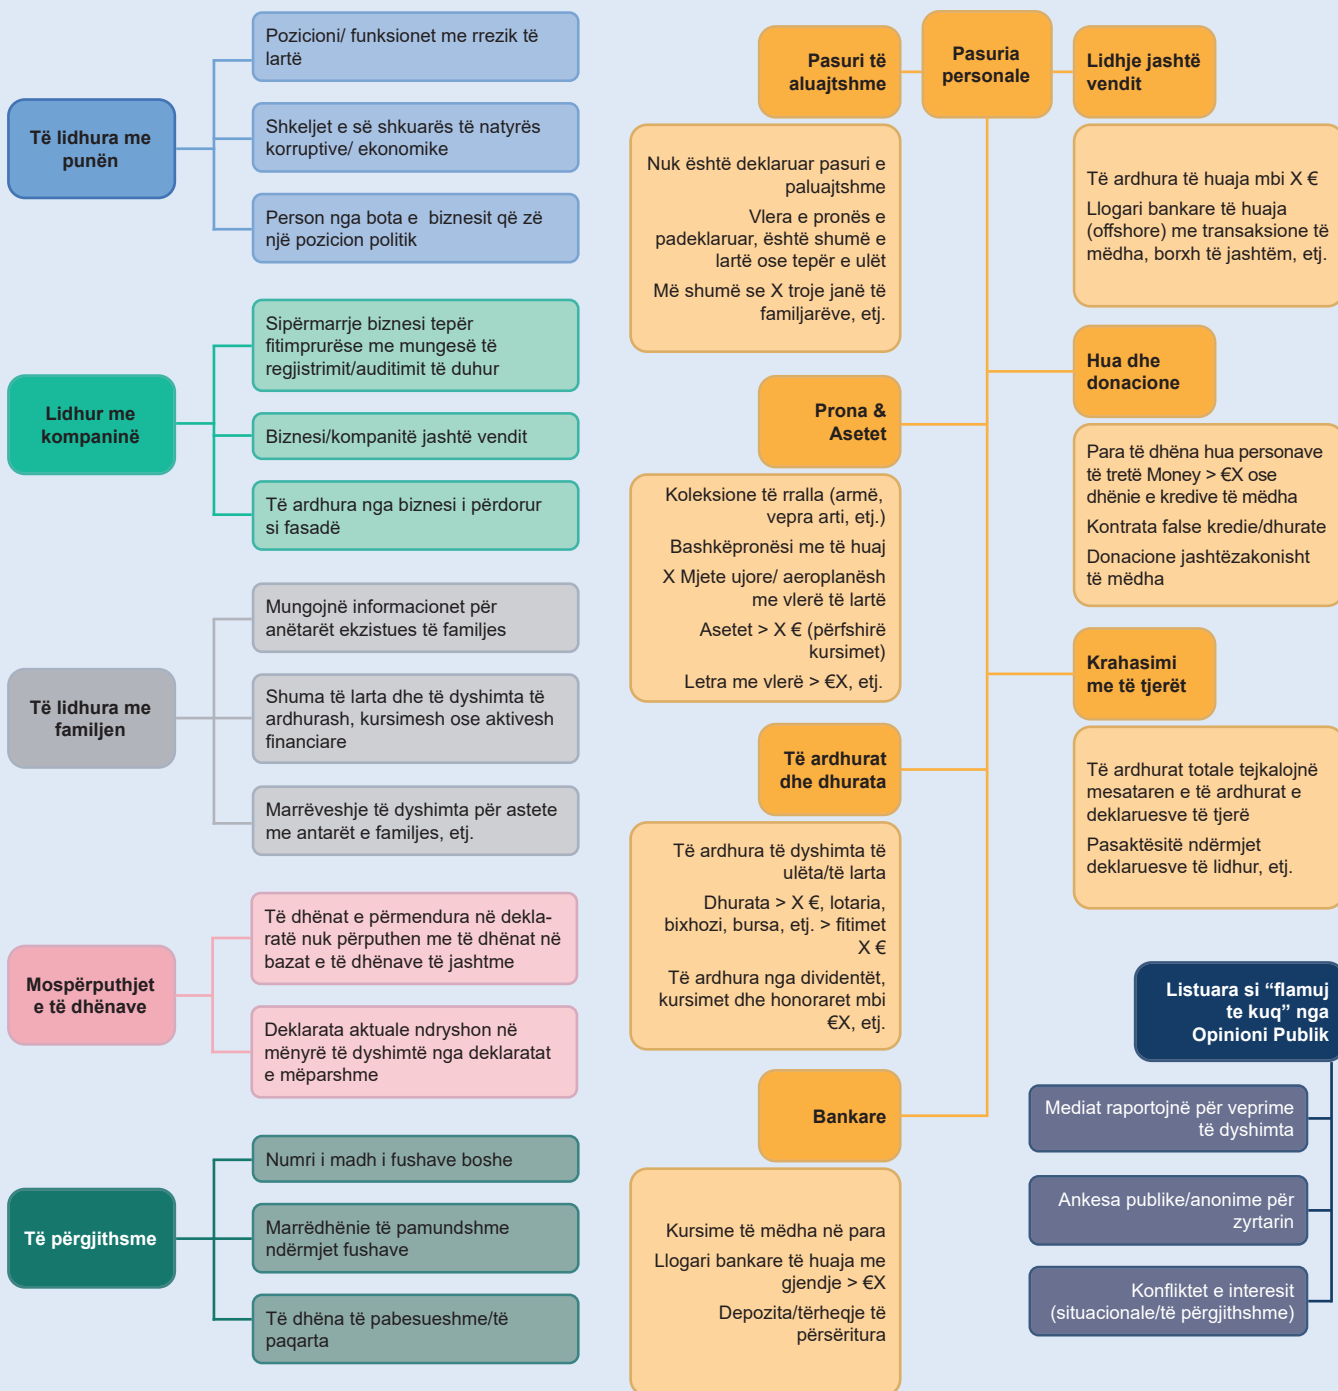 Të lidhura me
punën
Pozicioni/ funksionet me rrezik të
lartë
Shkeljet e së shkuarës të natyrës
korruptive/ ekonomike
Person nga bota e biznesit që zë
një pozicion politik
Lidhur me
kompaninë
Sipërmarrje biznesi tepër
fitimprurëse me mungesë të
regjistrimit/auditimit të duhur
Biznesi/kompanitë jashtë vendit
Të ardhura nga biznesi i përdorur
si fasadë
Të lidhura me
familjen
Mungojnë informacionet për
anëtarët ekzistues të familjes
Shuma të larta dhe të dyshimta të
ardhurash, kursimesh ose aktivesh
financiare
Marrëveshje të dyshimta për astete
me antarët e familjes, etj.
Mospërputhjet
e të dhënave
Të dhënat e përmendura në dekla-
ratë nuk përputhen me të dhënat në
bazat e të dhënave të jashtme
Deklarata aktuale ndryshon në
mënyrë të dyshimtë nga deklaratat
e mëparshme
Të përgjithsme
Numri i madh i fushave boshe
Marrëdhënie të pamundshme
ndërmjet fushave
Të dhëna të pabesueshme/të
paqarta
Pasuria
personale
Pasuri të
aluajtshme
Nuk është deklaruar pasuri e
paluajtshme
Vlera e pronës e
padeklaruar, është shumë e
lartë ose tepër e ulët
Më shumë se X troje janë të
familjarëve, etj.
Prona &
Asetet
Koleksione të rralla (armë,
vepra arti, etj.)
Bashkëpronësi me të huaj
X Mjete ujore/ aeroplanësh
me vlerë të lartë
Asetet > X € (përfshirë
kursimet)
Letra me vlerë > €X, etj.
Të ardhurat
dhe dhurata
Të ardhura të dyshimta të
ulëta/të larta
Dhurata > X €, lotaria,
bixhozi, bursa, etj. > fitimet
X €
Të ardhura nga dividentët,
kursimet dhe honoraret mbi
€X, etj.
Bankare
Kursime të mëdha në para
Llogari bankare të huaja me
gjendje > €X
Depozita/tërheqje të
përsëritura
Lidhje jashtë
vendit
Të ardhura të huaja mbi X €
Llogari bankare të huaja
(offshore) me transaksione të
mëdha, borxh të jashtëm, etj.
Hua dhe
donacione
Para të dhëna hua personave
të tretë Money > €X ose
dhënie e kredive të mëdha
Kontrata false kredie/dhurate
Donacione jashtëzakonisht
të mëdha
Krahasimi
me të tjerët
Të ardhurat totale tejkalojnë
mesataren e të ardhurat e
deklaruesve të tjerë
Pasaktësitë ndërmjet
deklaruesve të lidhur, etj.
Listuara si “flamuj
te kuq” nga
Opinioni Publik
Mediat raportojnë për veprime
të dyshimta
Ankesa publike/anonime për
zyrtarin
Konfliktet e interesit
(situacionale/të përgjithshme)